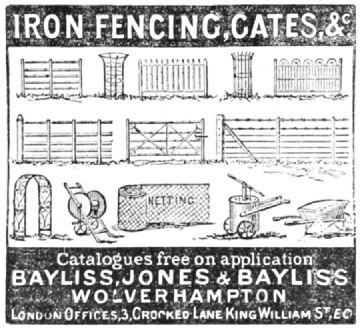 IRON FENCING, GATES, &c
NETTING
Catalogues free on application
BAYLISS, JONES & BAYLISS
WOLVERHAMPTON
LONDON OFFICES, 3, CROOKED LANE KING WILLIAM ST, E.C